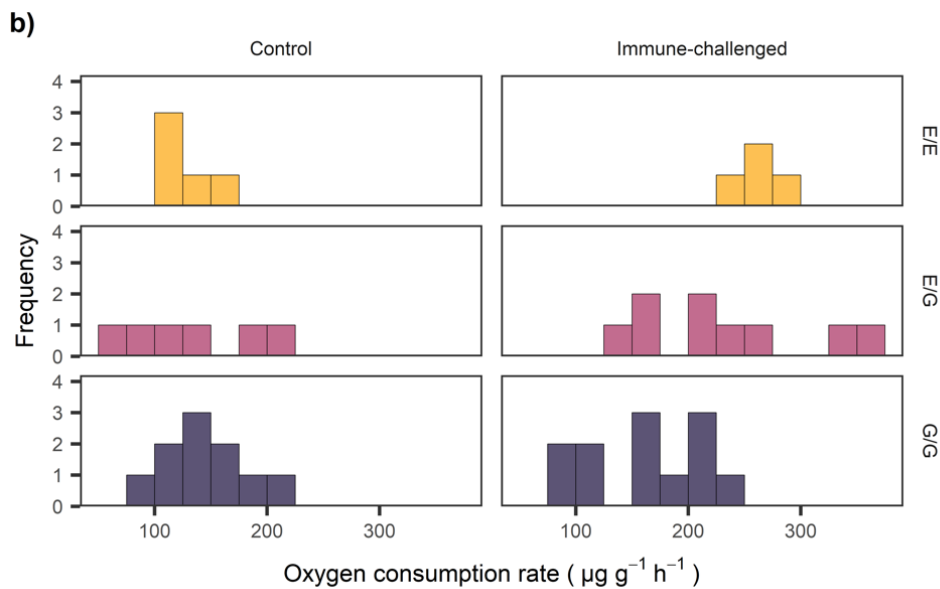 b)
Control
Immune-challenged
4
3
2
1
0
E/E
Frequency
4
3
2
1
0
E/G
4
3
2
1
0
G/G
100 200 300
100 200 300
Oxygen consumption rate ( µg g⁻¹ h⁻¹ )